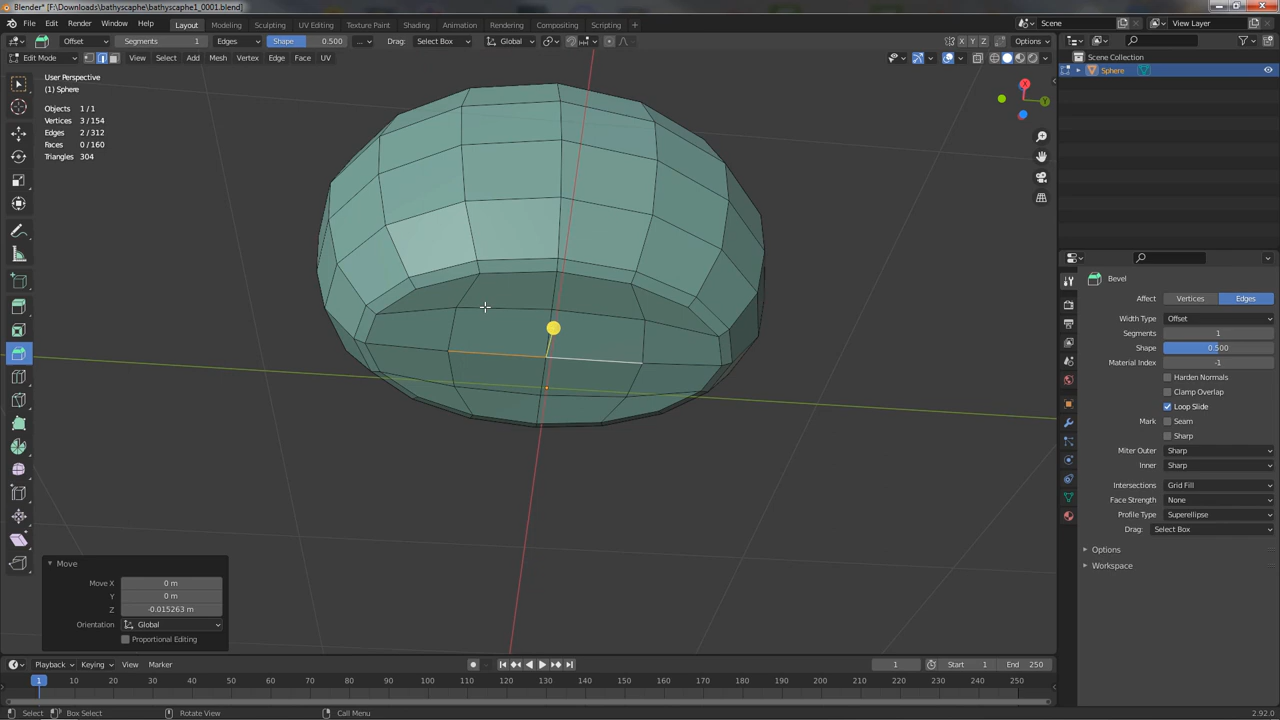 Blender* [F:\Downloads\bathyscaphe\bathyscaphe1_0001.blend]
File Edit Render Window Help Layout Modeling Sculpting UV Editing Texture Paint Shading Animation Rendering Compositing Scripting + Scene View Layer
Offset Segments 1 Edges Shape 0.500 ... Drag: Select Box Global X Y Z Options
Edit Mode View Select Add Mesh Vertex Edge Face UV
Scene Collection
Sphere
User Perspective
(1) Sphere
Objects 1/1
Vertices 3/154
Edges 2/312
Faces 0/160
Triangles 304
X
Y
Bevel
Affect Vertices Edges
Width Type Offset
Segments 1
Shape 0.500
Material Index -1
Harden Normals
Clamp Overlap
Loop Slide
Mark Seam
Sharp
Miter Outer Sharp
Inner Sharp
Intersections Grid Fill
Face Strength None
Profile Type Superellipse
Drag: Select Box
Options
Workspace
Move
Move X 0 m
Y 0 m
Z -0.015263 m
Orientation Global
Proportional Editing
Playback Keying View Marker 1 Start 1 End 250
1 10 20 30 40 50 60 70 80 90 100 110 120 130 140 150 160 170 180 190 200 210 220 230 240 250
Select Box Select Rotate View Call Menu 2.92.0